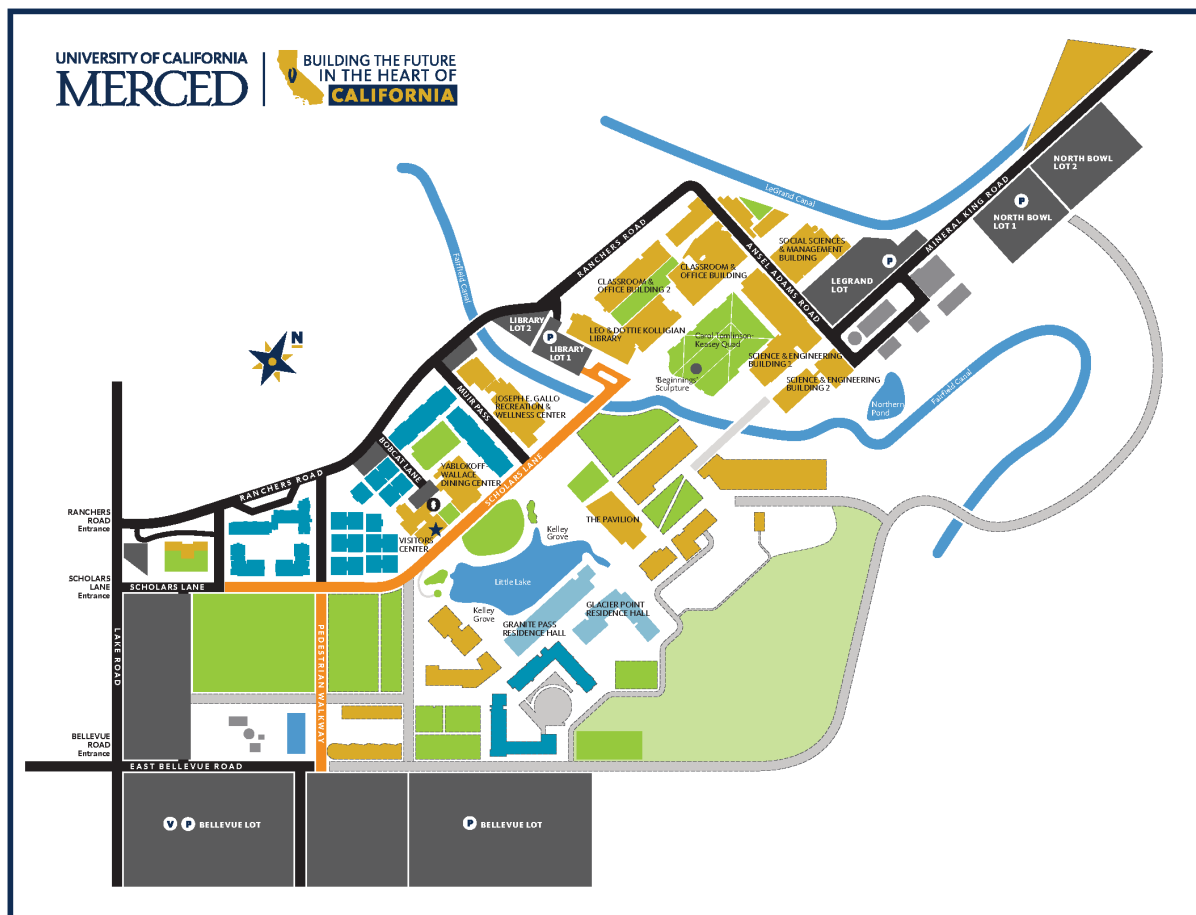 UNIVERSITY OF CALIFORNIA
MERCED
BUILDING THE FUTURE
IN THE HEART OF
CALIFORNIA
NORTH BOWL
LOT 2
P
NORTH BOWL
LOT 1
MINERAL KING ROAD
LeGrand Canal
SOCIAL SCIENCES
& MANAGEMENT
BUILDING
P
LEGRAND
LOT
ANSEL ADAMS ROAD
RANCHERS ROAD
CLASSROOM &
OFFICE BUILDING
CLASSROOM &
OFFICE BUILDING 2
Fairfield Canal
LIBRARY
LOT 2
P
LIBRARY
LOT 1
LEO & DOTTIE KOLLIGIAN
LIBRARY
Carol Tomlinson-
Keasey Quad
N
'Beginnings'
Sculpture
SCIENCE & ENGINEERING
BUILDING 2
SCIENCE & ENGINEERING
BUILDING 2
Northern
Pond
Fairfield Canal
MUIR PASS
JOSEPH E. GALLO
RECREATION &
WELLNESS CENTER
BOBCAT LANE
YABLOKOFF-
WALLACE
DINING CENTER
SCHOLARS LANE
RANCHERS ROAD
RANCHERS
ROAD
Entrance
VISITORS
CENTER
Kelley
Grove
THE PAVILION
SCHOLARS
LANE
Entrance
SCHOLARS LANE
Little Lake
Kelley
Grove
GRANITE PASS
RESIDENCE HALL
GLACIER POINT
RESIDENCE HALL
LAKE ROAD
PEDESTRIAN WALKWAY
BELLEVUE
ROAD
Entrance
EAST BELLEVUE ROAD
V P BELLEVUE LOT
P BELLEVUE LOT